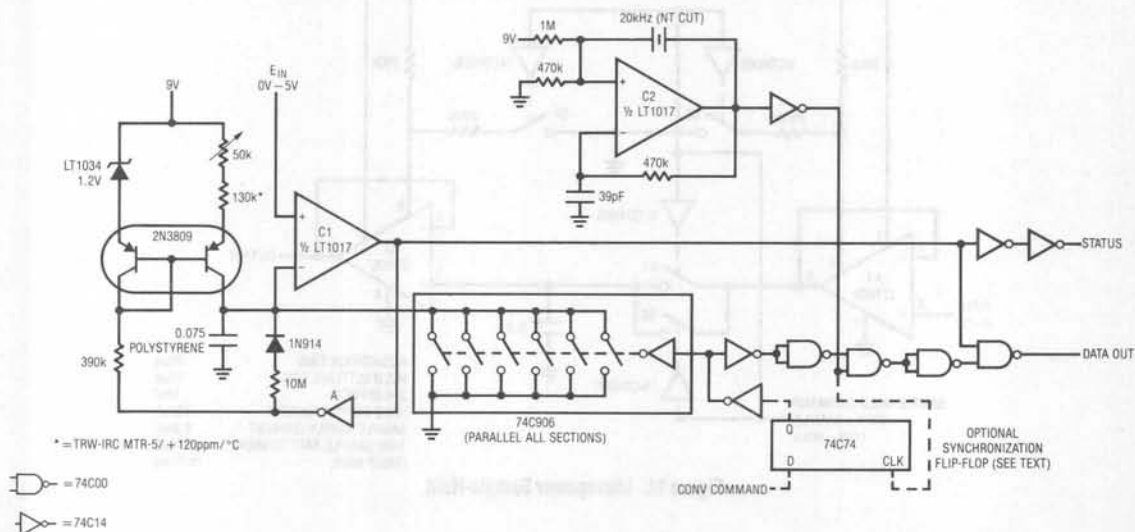 20kHz (NT CUT)
1M
9V
470k
C2
½ LT1017
+
−
470k
39pF
9V
E_IN
0V – 5V
LT1034
1.2V
50k
130k*
2N3809
+
C1
½ LT1017
−
STATUS
0.075
POLYSTYRENE
1N914
390k
10M
A
DATA OUT
74C906
(PARALLEL ALL SECTIONS)
Q
74C74
D
CLK
OPTIONAL
SYNCHRONIZATION
FLIP-FLOP (SEE TEXT)
CONV COMMAND
* = TRW-IRC MTR-5/ +120ppm/°C
= 74C00
= 74C14